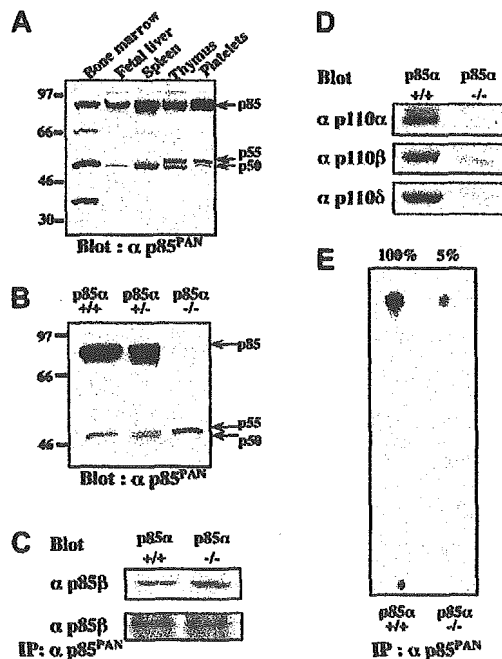 A
Bone marrow
Fetal liver
Spleen
Thymus
Platelets
97
66
46
30
p85
p55
p50
Blot : α p85PAN
B
p85α +/+
p85α +/-
p85α -/-
97
66
46
p85
p55
p50
Blot : α p85PAN
C
Blot
p85α +/+
p85α -/-
α p85β
α p85β
IP: α p85PAN
D
Blot
p85α +/+
p85α -/-
α p110α
α p110β
α p110δ
E
100%
5%
p85α +/+
p85α -/-
IP : α p85PAN